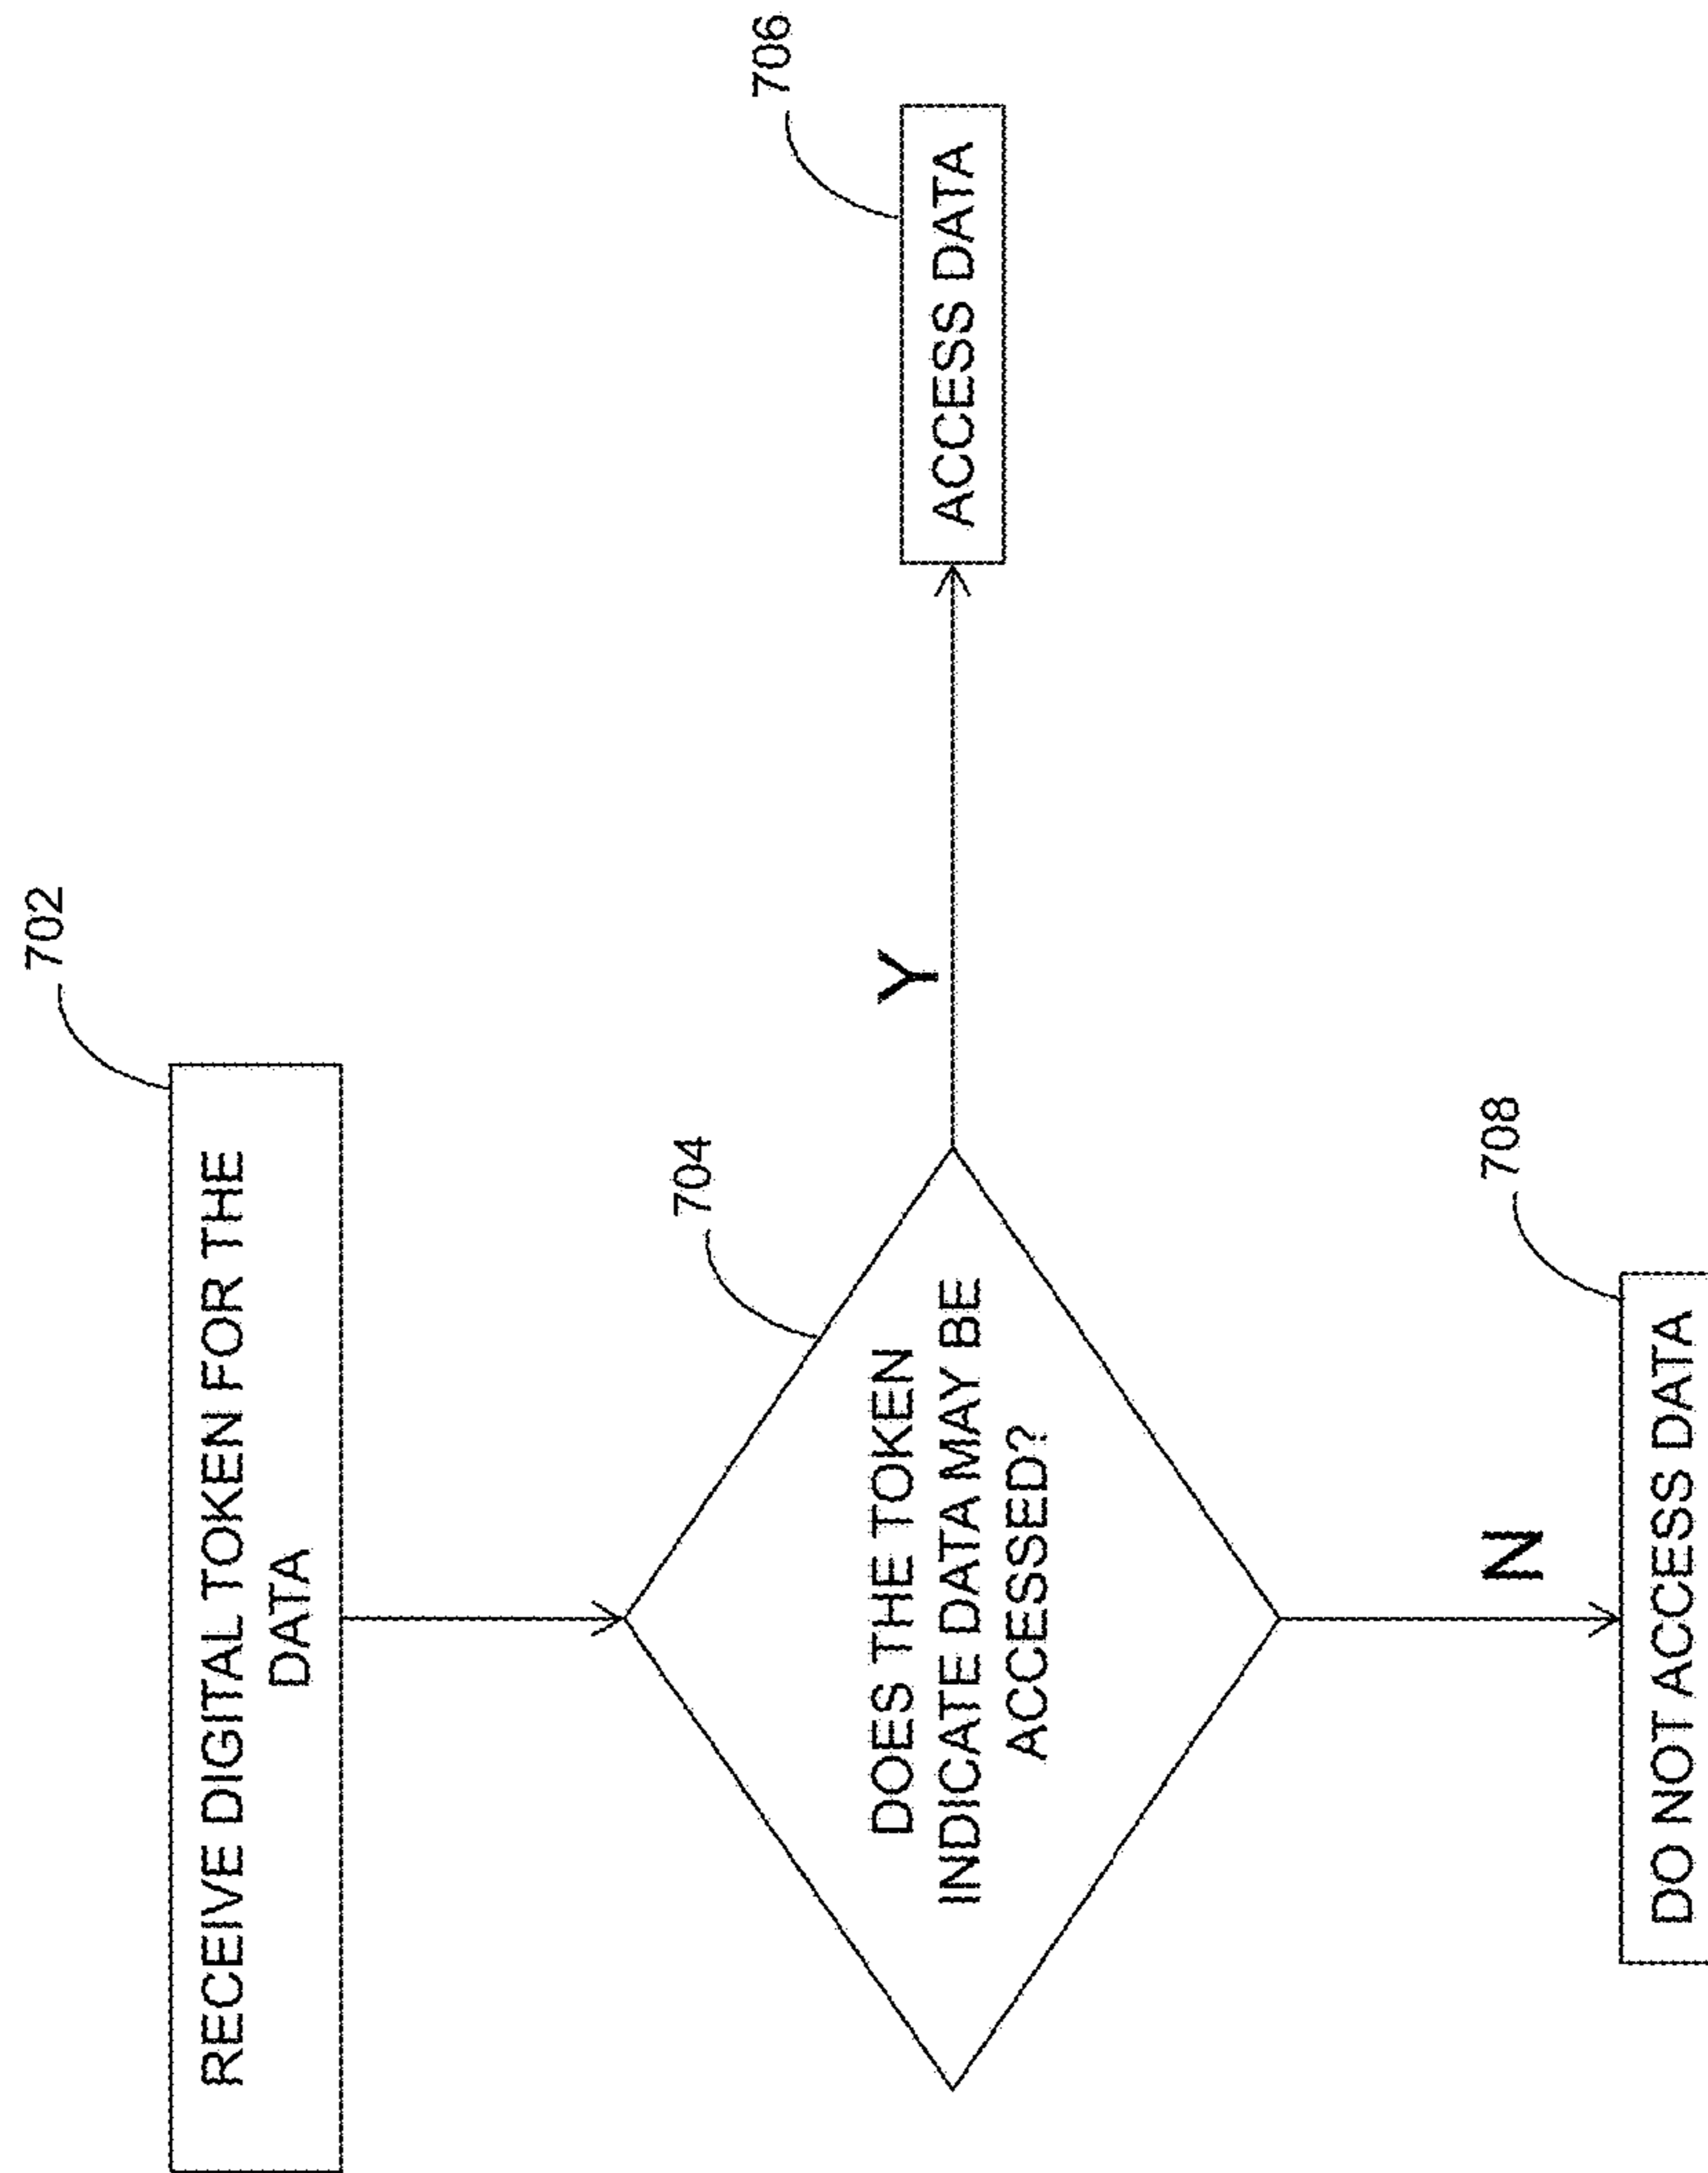 702
RECEIVE DIGITAL TOKEN FOR THE
DATA
704
DOES THE TOKEN
INDICATE DATA MAY BE
ACCESSED?
Y
706
ACCESS DATA
N
708
DO NOT ACCESS DATA